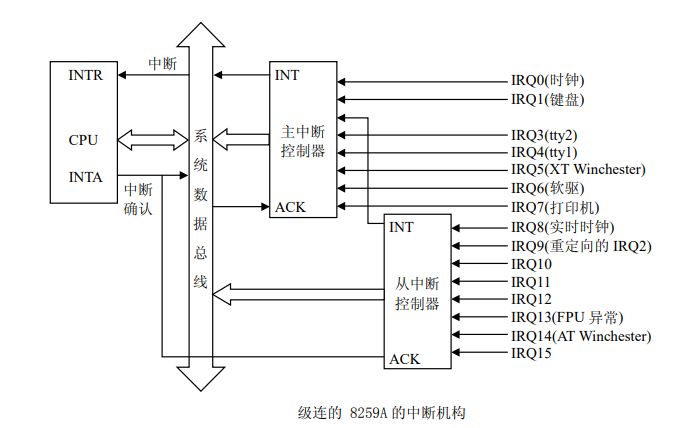 INTR
CPU
INTA
中断
中断
确认
系
统
数
据
总
线
INT
主中断
控制器
ACK
INT
从中断
控制器
ACK
IRQ0(时钟)
IRQ1(键盘)
IRQ3(tty2)
IRQ4(tty1)
IRQ5(XT Winchester)
IRQ6(软驱)
IRQ7(打印机)
IRQ8(实时时钟)
IRQ9(重定向的 IRQ2)
IRQ10
IRQ11
IRQ12
IRQ13(FPU 异常)
IRQ14(AT Winchester)
IRQ15
级连的 8259A 的中断机构